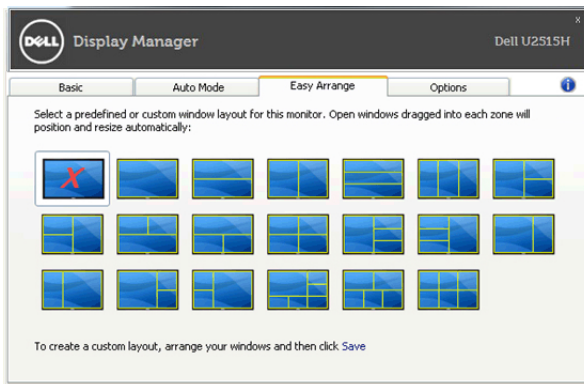 x
DELL Display Manager Dell U2515H
Basic Auto Mode Easy Arrange Options i
Select a predefined or custom window layout for this monitor. Open windows dragged into each zone will
position and resize automatically:
X
To create a custom layout, arrange your windows and then click Save